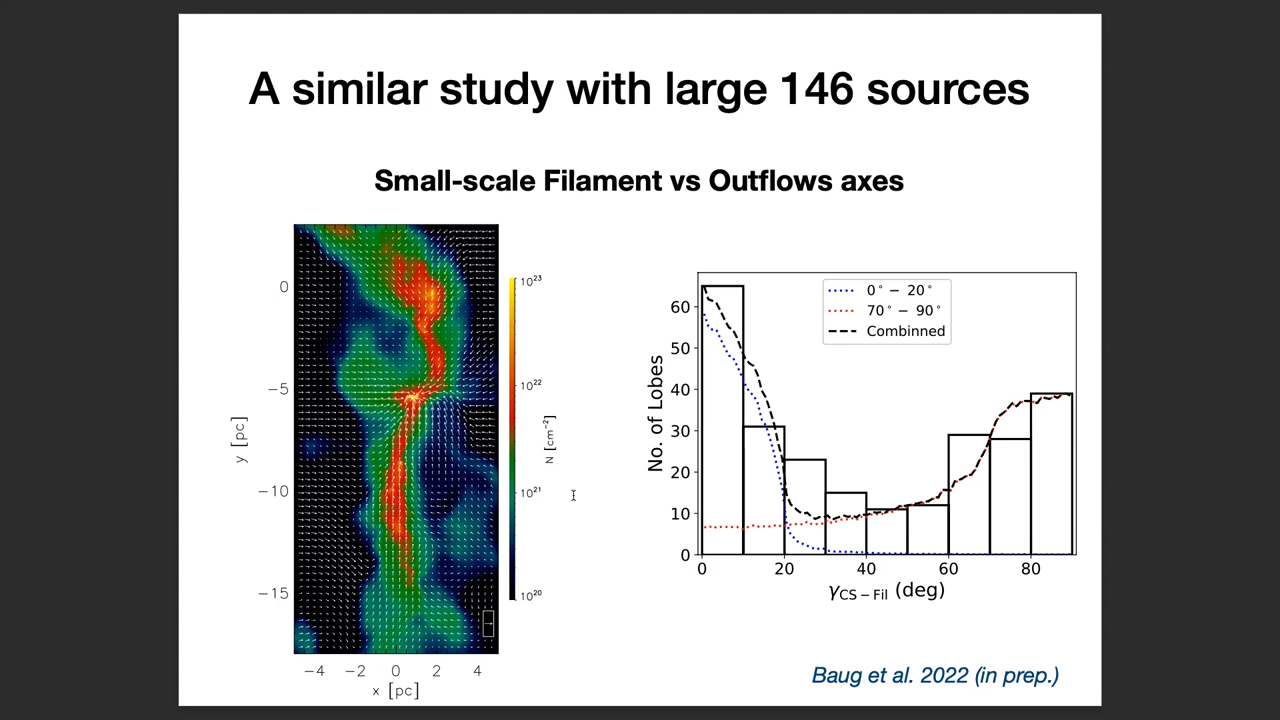 A similar study with large 146 sources
Small-scale Filament vs Outflows axes
0
−5
−10
−15
y [pc]
−4 −2 0 2 4
x [pc]
10²³
10²²
10²¹
10²⁰
N [cm⁻²]
0° − 20°
70° − 90°
Combinned
60
50
40
30
20
10
0
No. of Lobes
0 20 40 60 80
γCS − Fil (deg)
Baug et al. 2022 (in prep.)